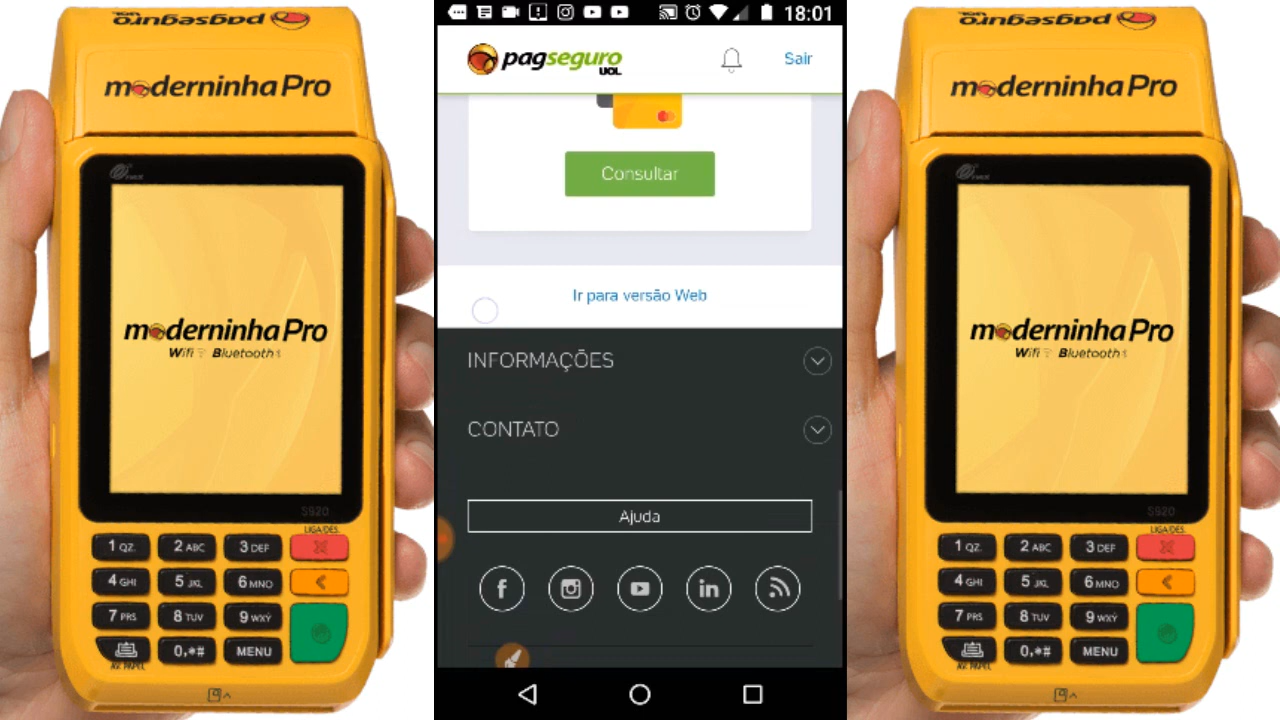 pagseguro
UOL
moderninha Pro
moderninha Pro
Wifi Bluetooth
S920
LIGA/DES.
1 QZ. 2 ABC 3 DEF
4 GHI 5 JKL 6 MNO <
7 PRS 8 TUV 9 WXY
0,*# MENU
AV. PAPEL
18:01
pagseguro
UOL
Sair
Consultar
Ir para versão Web
INFORMAÇÕES
CONTATO
Ajuda
pagseguro
UOL
moderninha Pro
moderninha Pro
Wifi Bluetooth
S920
LIGA/DES.
1 QZ. 2 ABC 3 DEF
4 GHI 5 JKL 6 MNO <
7 PRS 8 TUV 9 WXY
0,*# MENU
AV. PAPEL